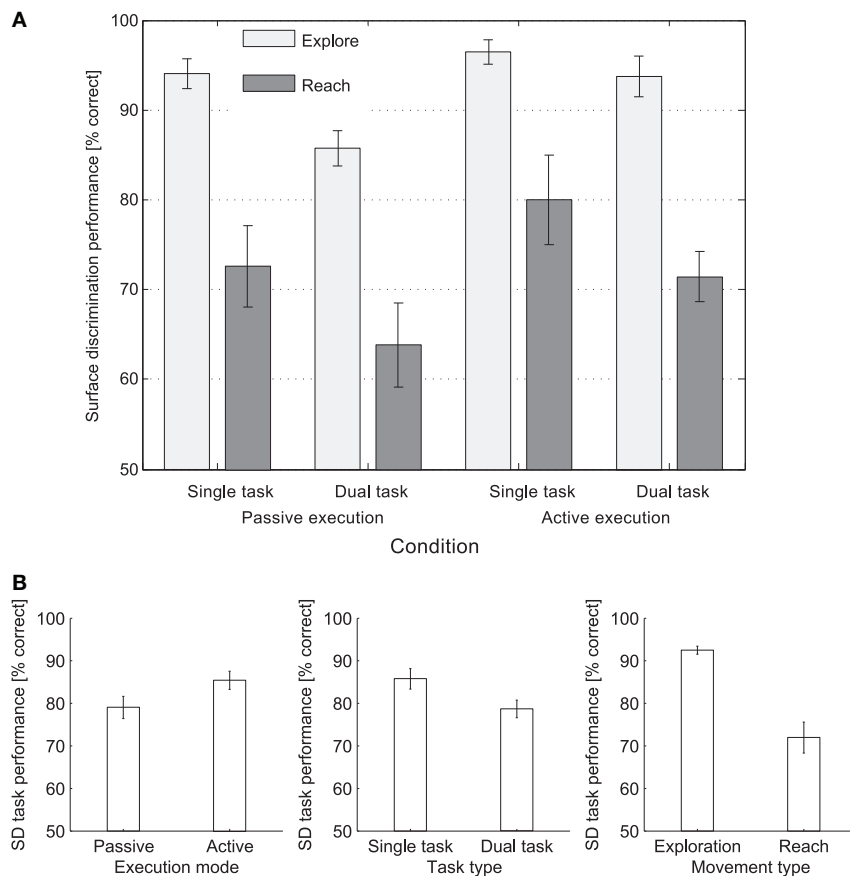 A
Surface discrimination performance [% correct]
100
90
80
70
60
50
Explore
Reach
Single task Dual task Single task Dual task
Passive execution Active execution
Condition
B
SD task performance [% correct]
100
90
80
70
60
50
Passive Active
Execution mode
SD task performance [% correct]
100
90
80
70
60
50
Single task Dual task
Task type
SD task performance [% correct]
100
90
80
70
60
50
Exploration Reach
Movement type